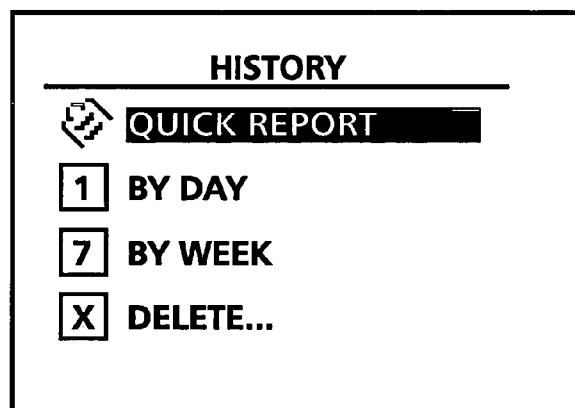 HISTORY
QUICK REPORT
1 BY DAY
7 BY WEEK
X DELETE...